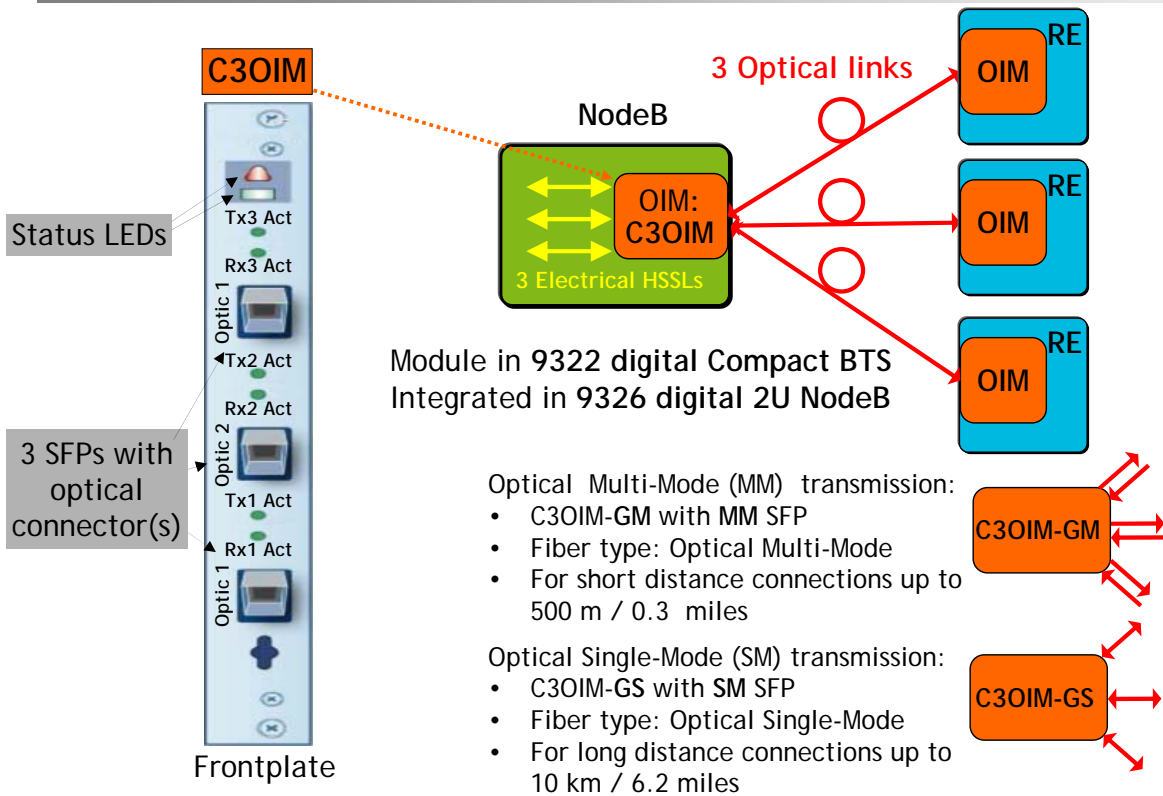 C3OIM
Status LEDs
Tx3 Act
Rx3 Act
Optic 1
Tx2 Act
Rx2 Act
Optic 2
Tx1 Act
Rx1 Act
Optic 1
3 SFPs with
optical
connector(s)
Frontplate
NodeB
OIM:
C3OIM
3 Electrical HSSLs
3 Optical links
RE
OIM
RE
OIM
RE
OIM
Module in 9322 digital Compact BTS
Integrated in 9326 digital 2U NodeB
Optical Multi-Mode (MM) transmission:
• C3OIM-GM with MM SFP
• Fiber type: Optical Multi-Mode
• For short distance connections up to
500 m / 0.3 miles
C3OIM-GM
Optical Single-Mode (SM) transmission:
• C3OIM-GS with SM SFP
• Fiber type: Optical Single-Mode
• For long distance connections up to
10 km / 6.2 miles
C3OIM-GS